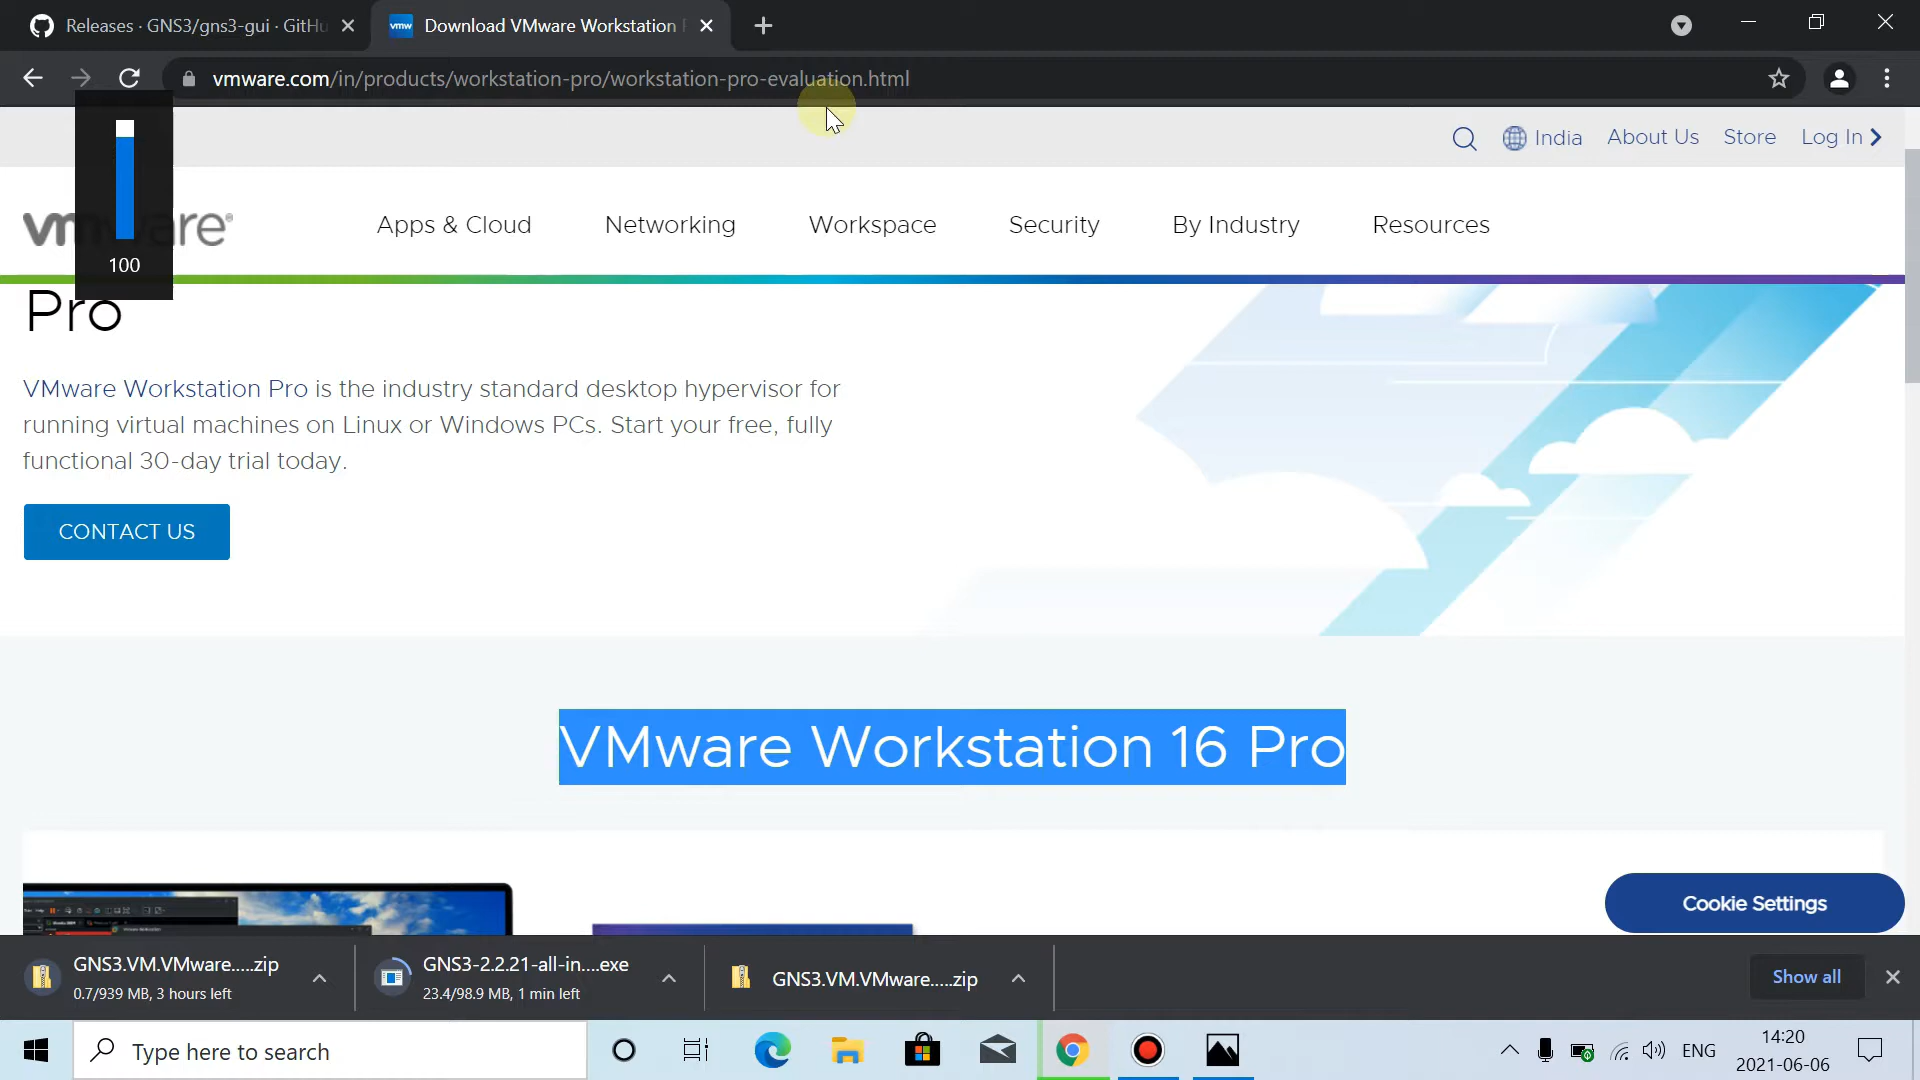 Releases · GNS3/gns3-gui · GitHu
Download VMware Workstation
vmware.com/in/products/workstation-pro/workstation-pro-evaluation.html
India
About Us
Store
Log In
vmware®
Apps & Cloud
Networking
Workspace
Security
By Industry
Resources
100
Pro
VMware Workstation Pro is the industry standard desktop hypervisor for
running virtual machines on Linux or Windows PCs. Start your free, fully
functional 30-day trial today.
CONTACT US
VMware Workstation 16 Pro
Cookie Settings
GNS3.VM.VMware.....zip
0.7/939 MB, 3 hours left
GNS3-2.2.21-all-in....exe
23.4/98.9 MB, 1 min left
GNS3.VM.VMware.....zip
Show all
Type here to search
ENG
14:20
2021-06-06